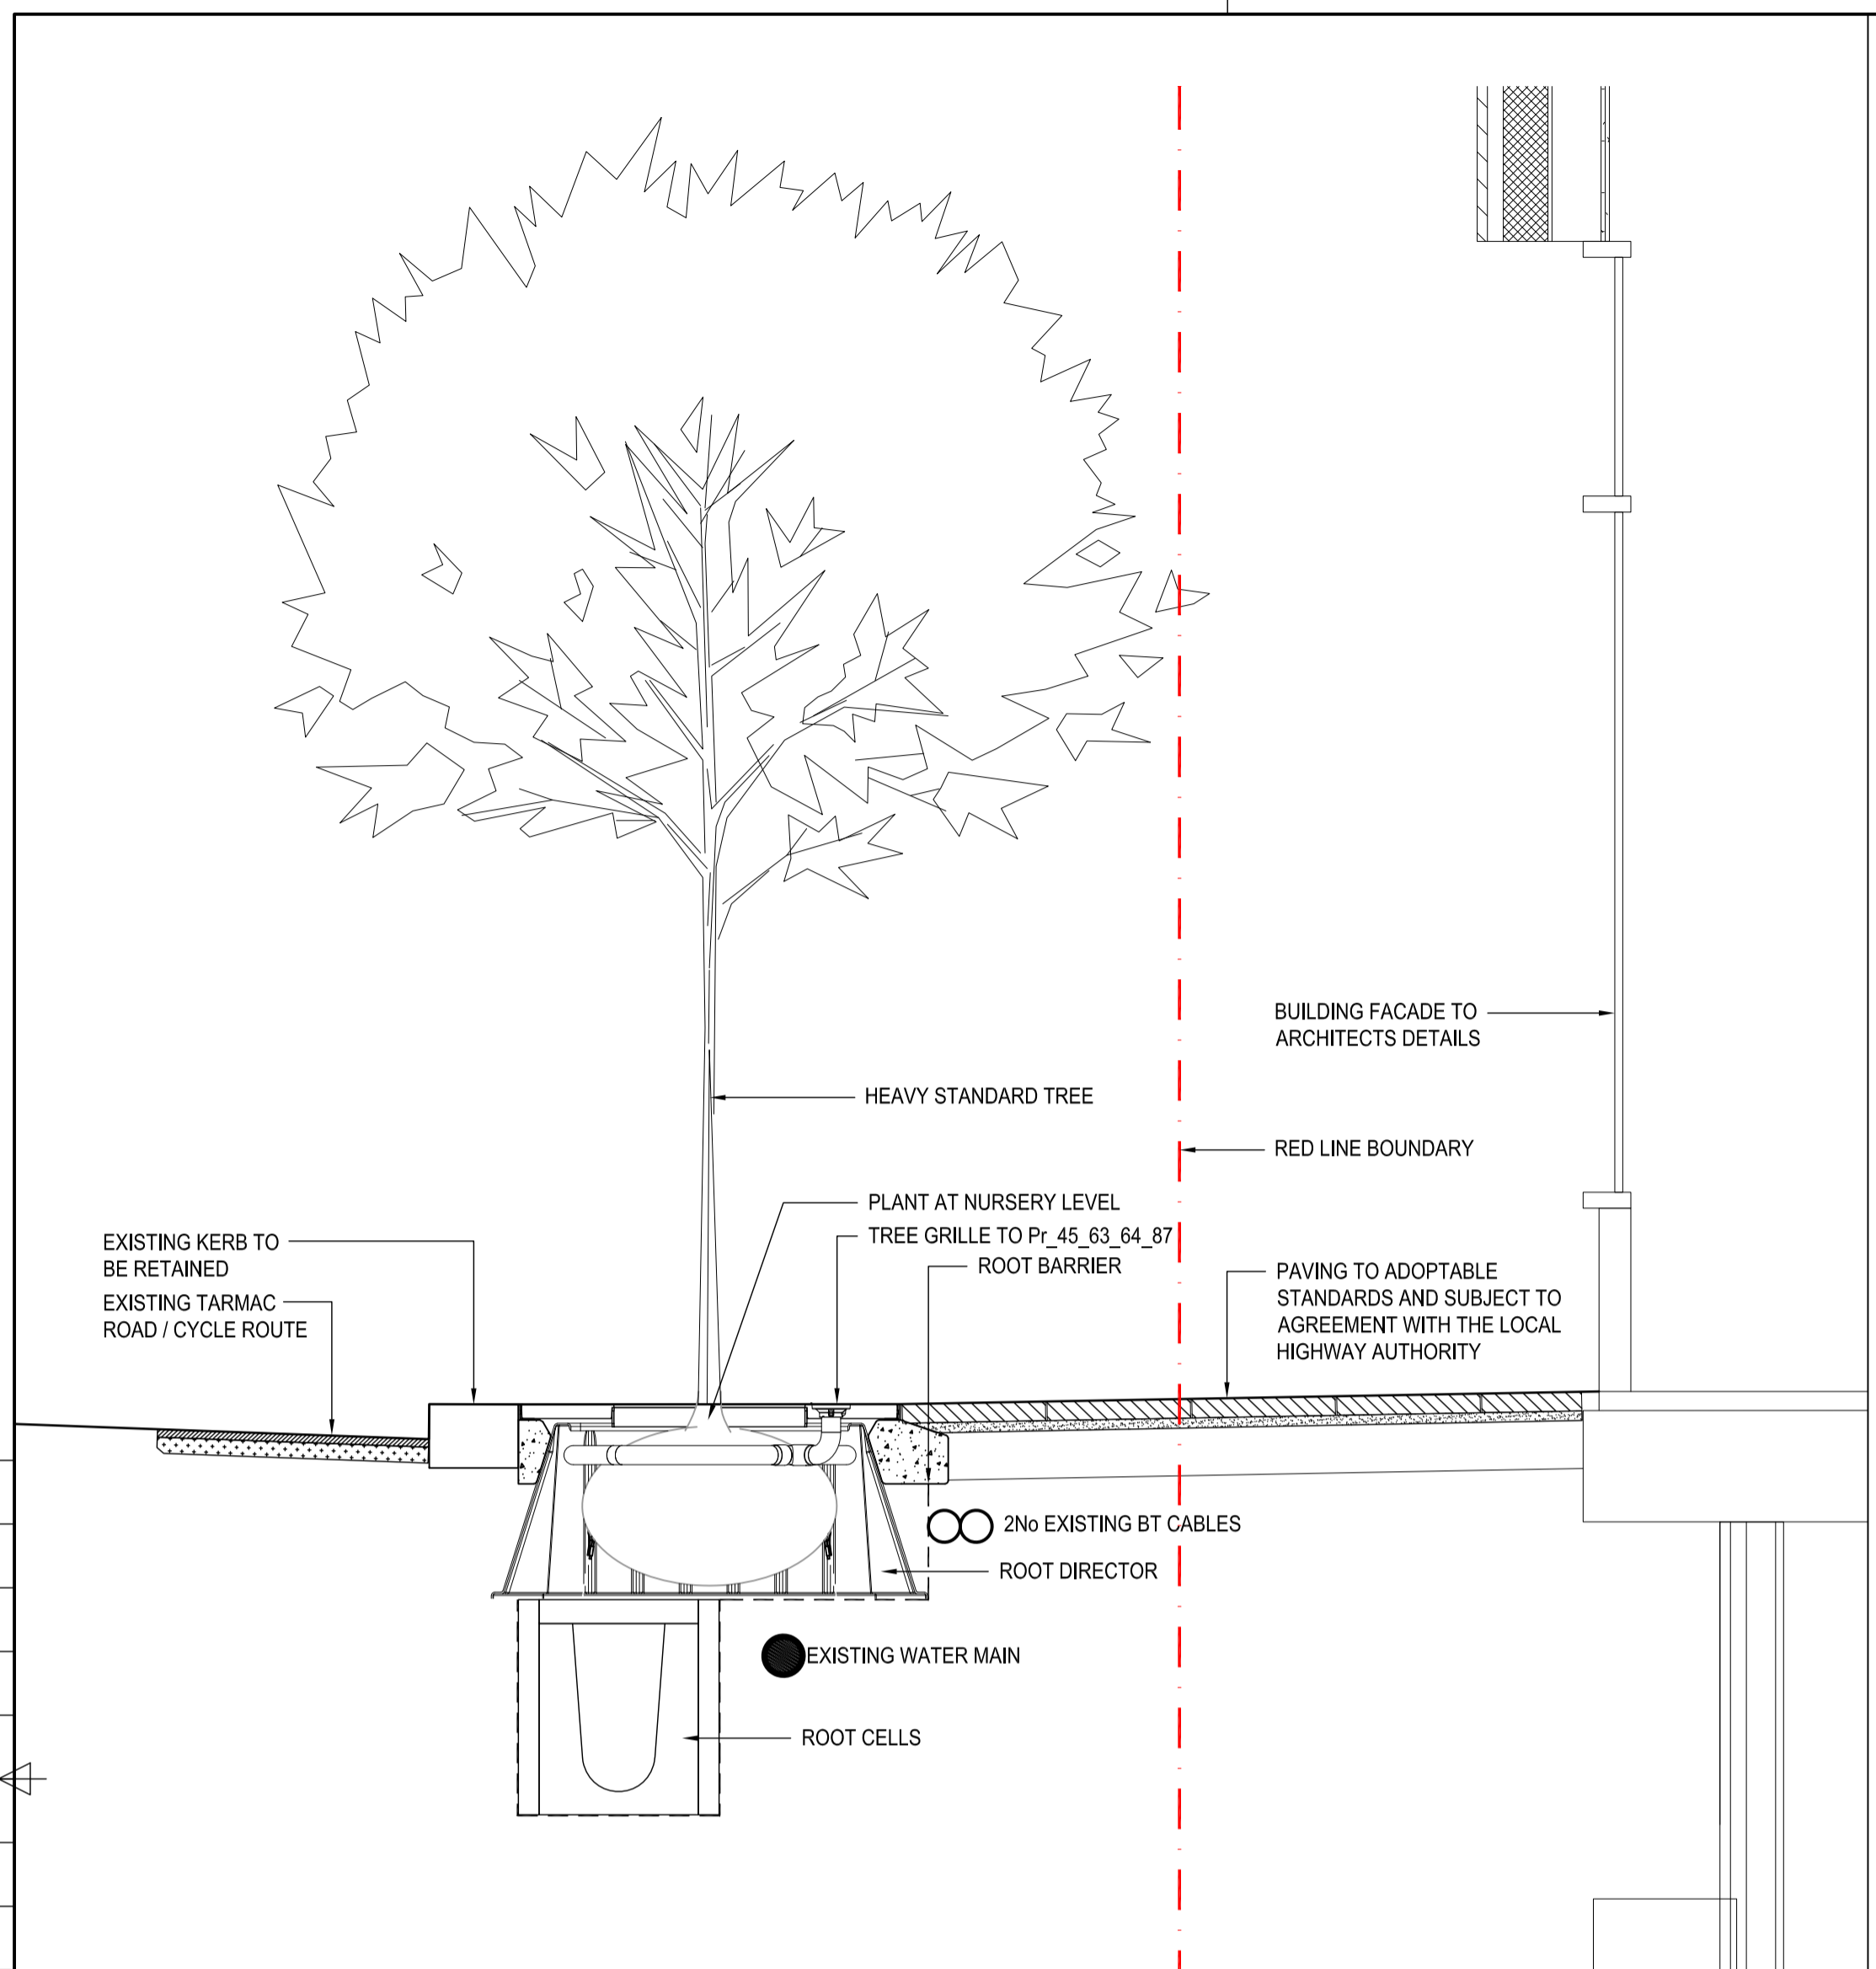 BUILDING FACADE TO
ARCHITECTS DETAILS
HEAVY STANDARD TREE
RED LINE BOUNDARY
PLANT AT NURSERY LEVEL
TREE GRILLE TO Pr_45_63_64_87
ROOT BARRIER
EXISTING KERB TO
BE RETAINED
EXISTING TARMAC
ROAD / CYCLE ROUTE
PAVING TO ADOPTABLE
STANDARDS AND SUBJECT TO
AGREEMENT WITH THE LOCAL
HIGHWAY AUTHORITY
2No EXISTING BT CABLES
ROOT DIRECTOR
EXISTING WATER MAIN
ROOT CELLS